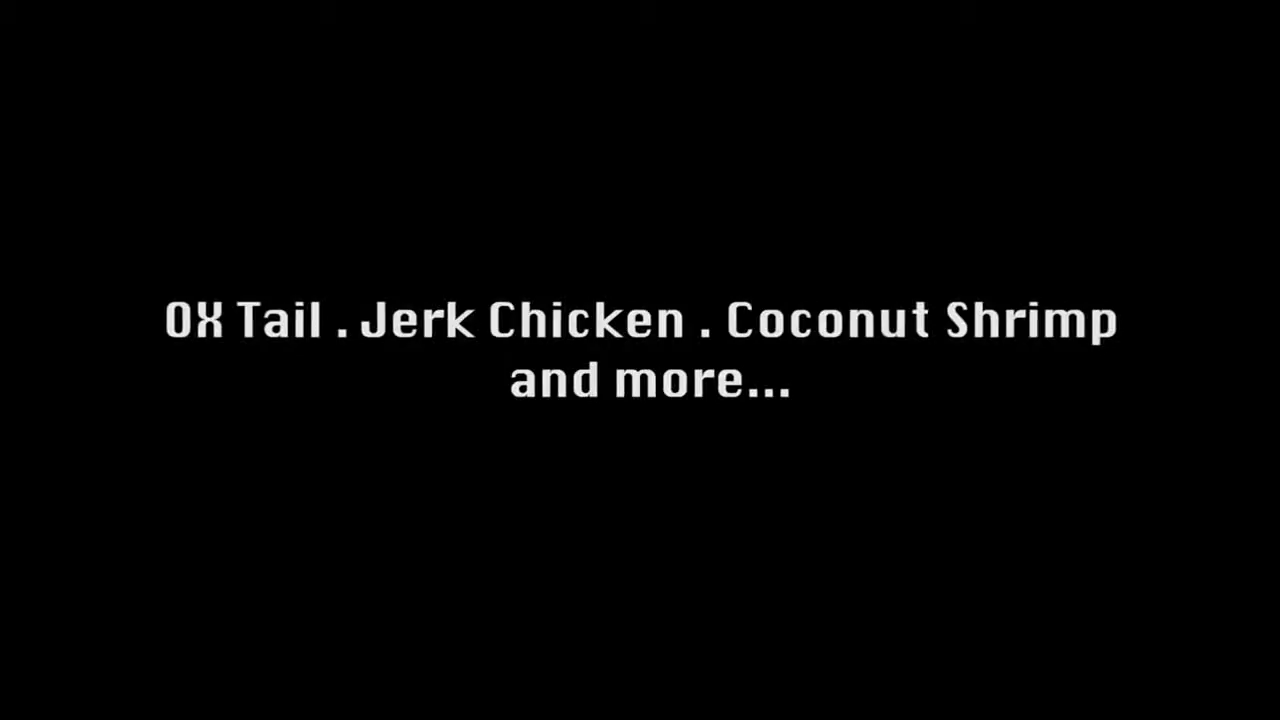 OX Tail . Jerk Chicken . Coconut Shrimp
and more...